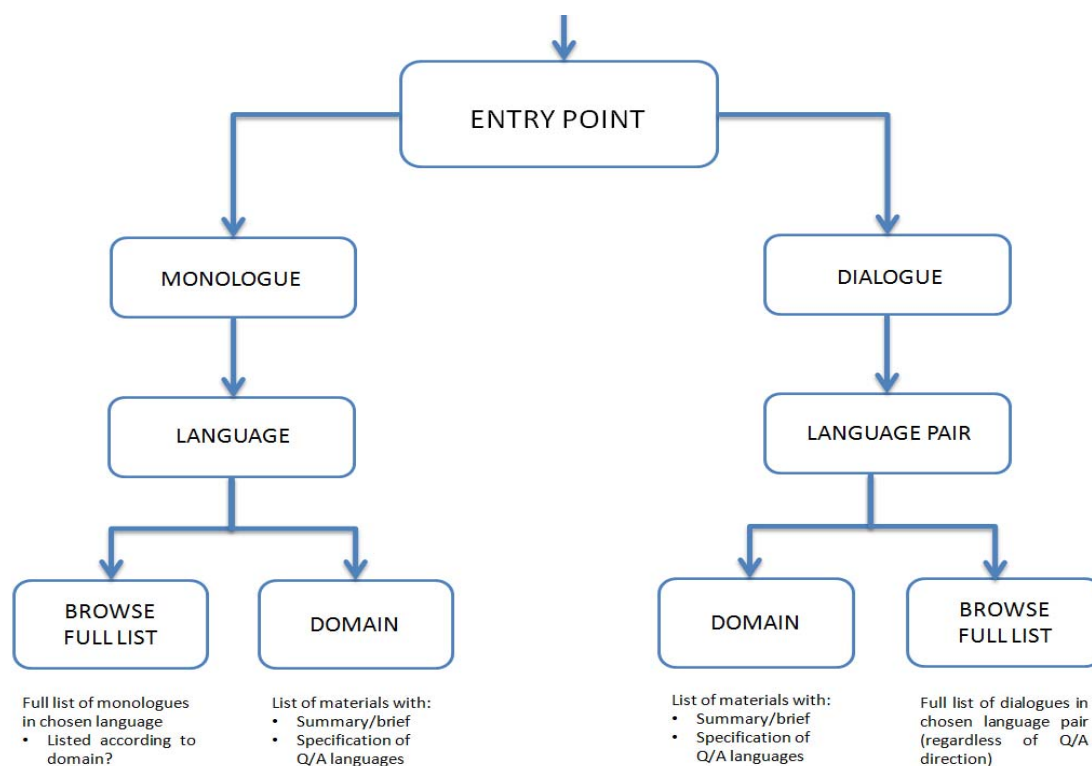 ENTRY POINT
MONOLOGUE
DIALOGUE
LANGUAGE
LANGUAGE PAIR
BROWSE
FULL LIST
DOMAIN
DOMAIN
BROWSE
FULL LIST
Full list of monologues
in chosen language
• Listed according to
domain?
List of materials with:
• Summary/brief
• Specification of
Q/A languages
List of materials with:
• Summary/brief
• Specification of
Q/A languages
Full list of dialogues in
chosen language pair
(regardless of Q/A
direction)